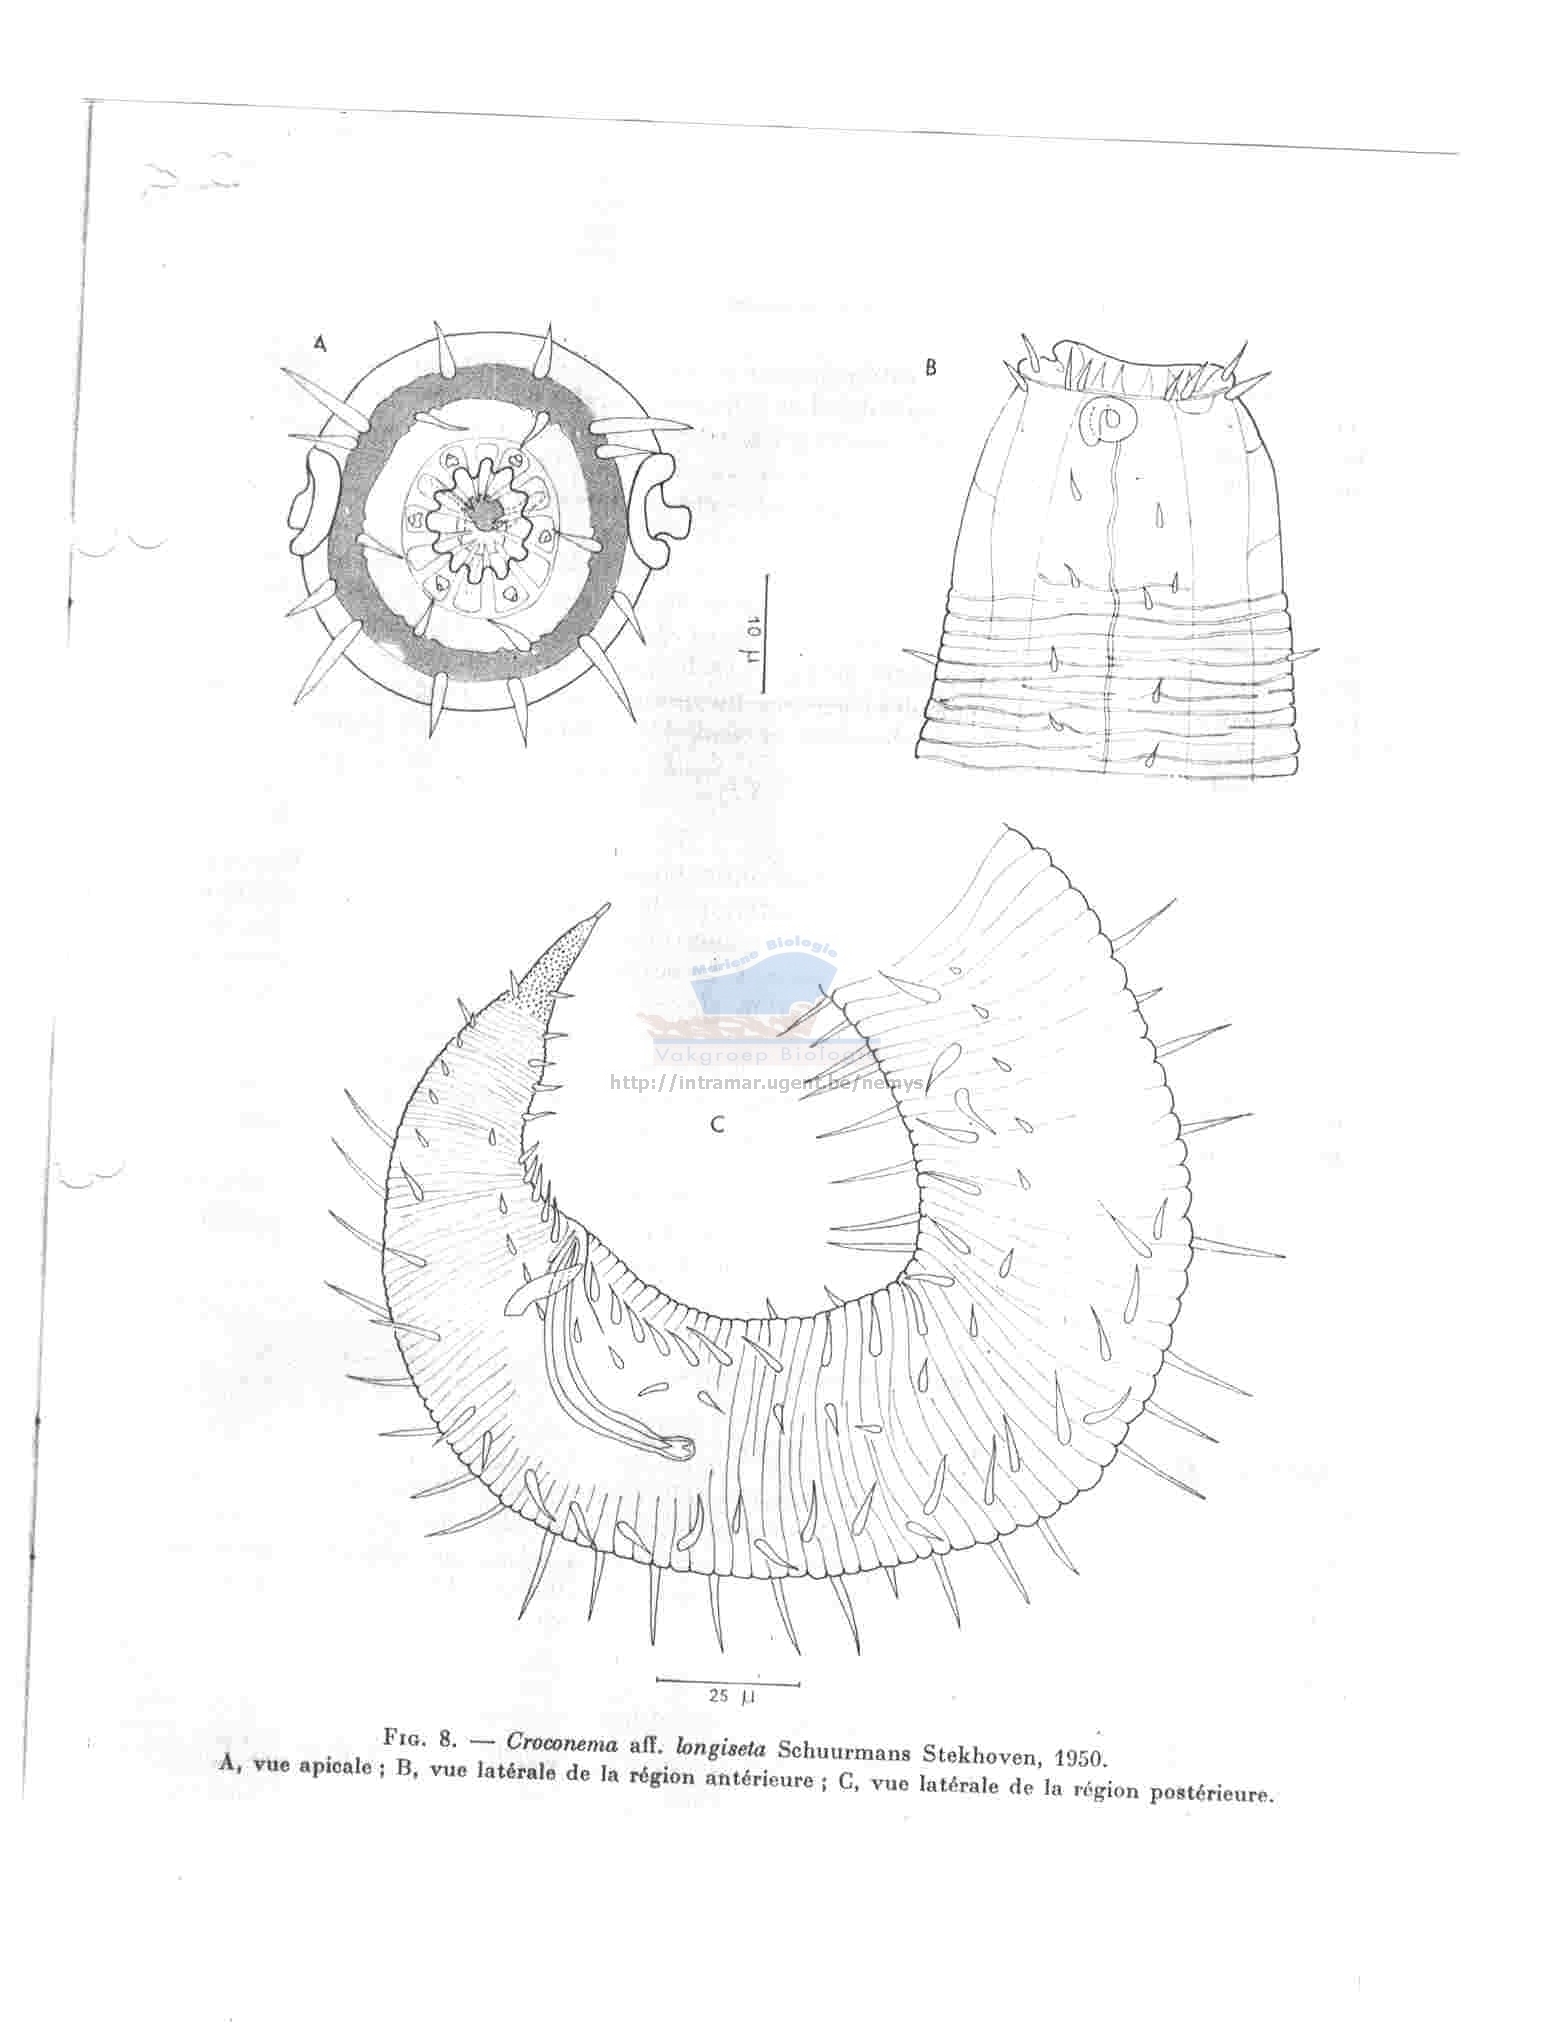 A
B
10 µ
Mariene Biologie
Vakgroep Biologie
http://intramar.ugent.be/nemys
C
25 µ
FIG. 8. — Croconema aff. longiseta Schuurmans Stekhoven, 1950.
A, vue apicale ; B, vue latérale de la région antérieure ; C, vue latérale de la région postérieure.